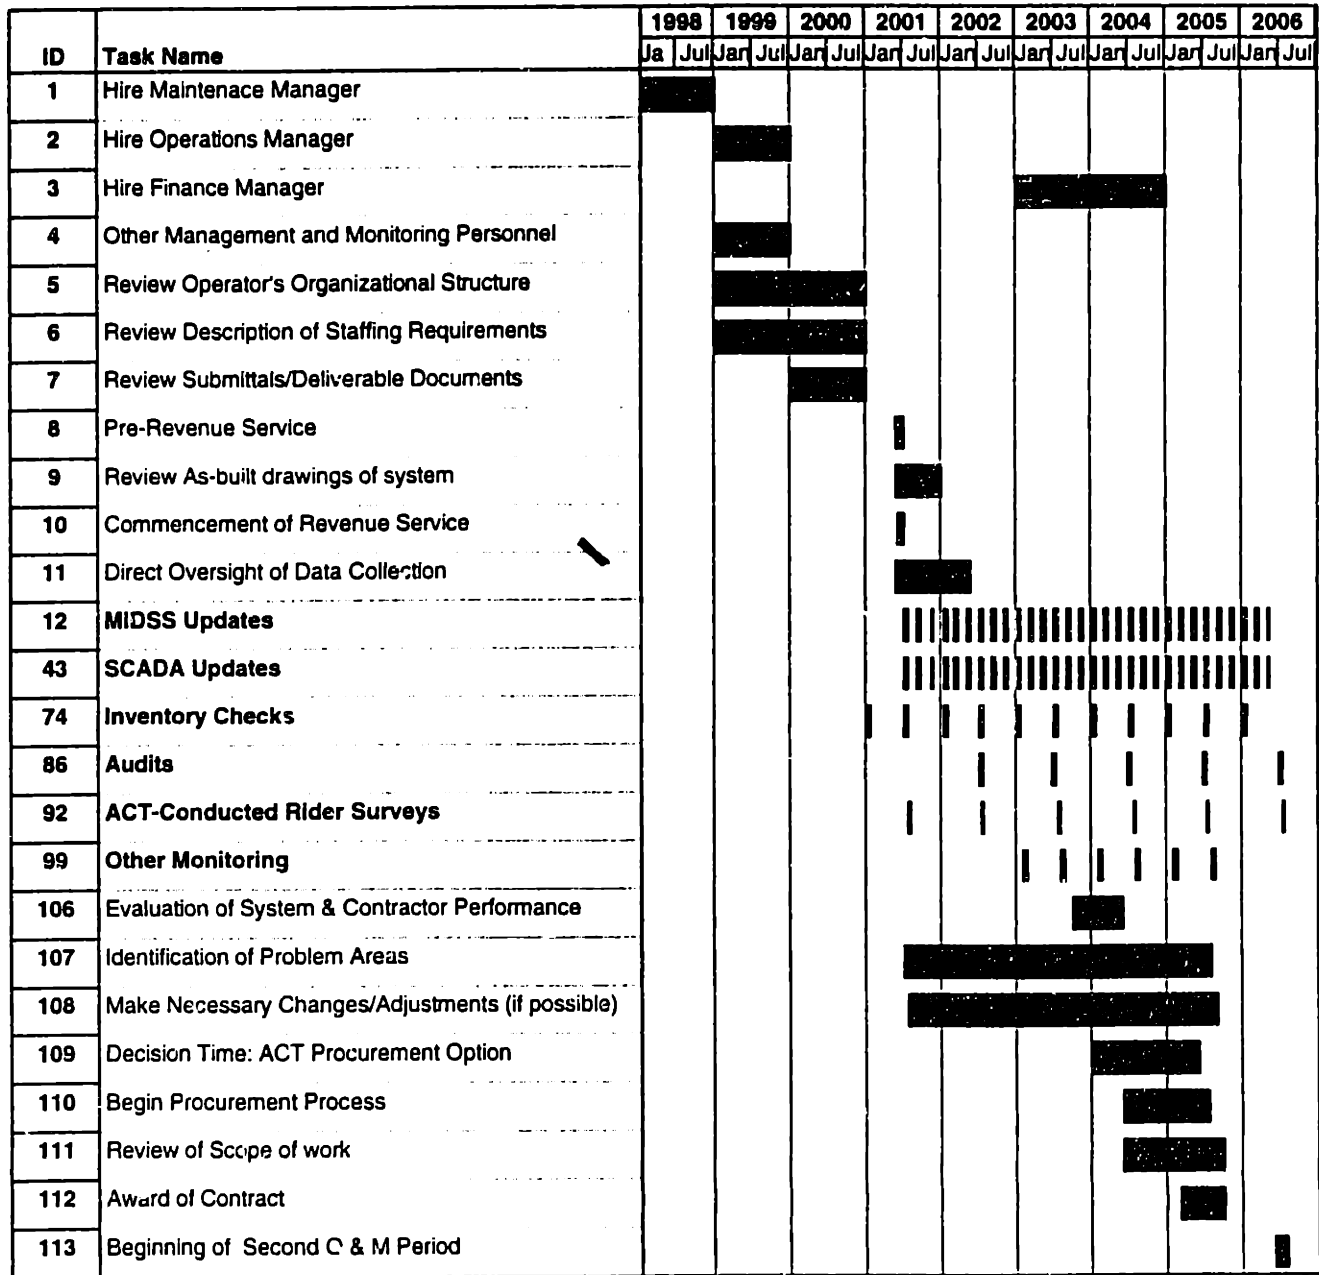 1998 1999 2000 2001 2002 2003 2004 2005 2006
ID Task Name Ja Jul Jan Jul Jan Jul Jan Jul Jan Jul Jan Jul Jan Jul Jan Jul Jan Jul
1 Hire Maintenace Manager
2 Hire Operations Manager
3 Hire Finance Manager
4 Other Management and Monitoring Personnel
5 Review Operator's Organizational Structure
6 Review Description of Staffing Requirements
7 Review Submittals/Deliverable Documents
8 Pre-Revenue Service
9 Review As-built drawings of system
10 Commencement of Revenue Service
11 Direct Oversight of Data Collection
12 MIDSS Updates
43 SCADA Updates
74 Inventory Checks
86 Audits
92 ACT-Conducted Rider Surveys
99 Other Monitoring
106 Evaluation of System & Contractor Performance
107 Identification of Problem Areas
108 Make Necessary Changes/Adjustments (if possible)
109 Decision Time: ACT Procurement Option
110 Begin Procurement Process
111 Review of Scope of work
112 Award of Contract
113 Beginning of Second O & M Period